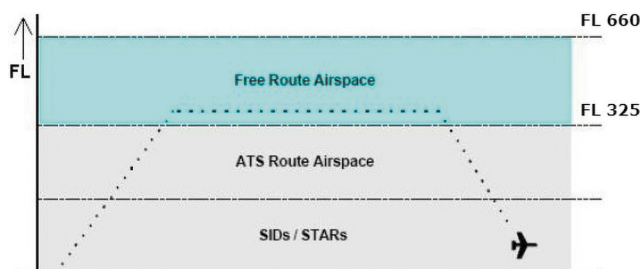 FL 660
FL
Free Route Airspace
FL 325
ATS Route Airspace
SIDs / STARs